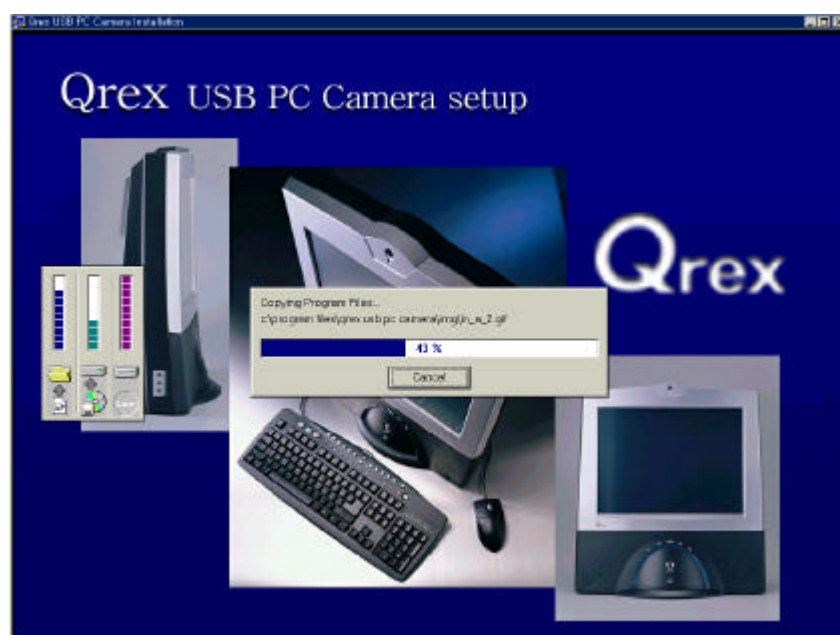 Qrex USB PC Camera Installation
Qrex USB PC Camera setup
Qrex
Copying Program Files...
c:\program files\qrex usb pc camera\img\in_w_2.gif
43 %
Cancel